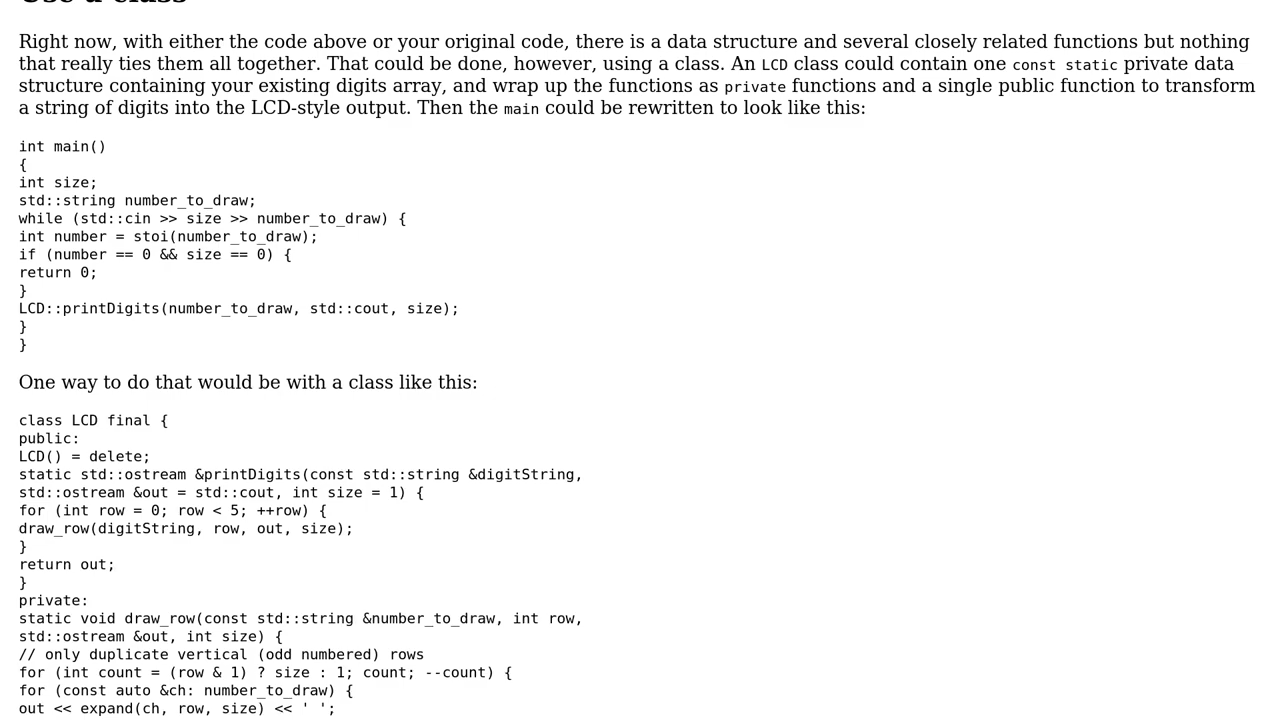 Use a class
Right now, with either the code above or your original code, there is a data structure and several closely related functions but nothing
that really ties them all together. That could be done, however, using a class. An LCD class could contain one const static private data
structure containing your existing digits array, and wrap up the functions as private functions and a single public function to transform
a string of digits into the LCD-style output. Then the main could be rewritten to look like this:
int main()
{
int size;
std::string number_to_draw;
while (std::cin >> size >> number_to_draw) {
int number = stoi(number_to_draw);
if (number == 0 && size == 0) {
return 0;
}
LCD::printDigits(number_to_draw, std::cout, size);
}
}
One way to do that would be with a class like this:
class LCD final {
public:
LCD() = delete;
static std::ostream &printDigits(const std::string &digitString,
std::ostream &out = std::cout, int size = 1) {
for (int row = 0; row < 5; ++row) {
draw_row(digitString, row, out, size);
}
return out;
}
private:
static void draw_row(const std::string &number_to_draw, int row,
std::ostream &out, int size) {
// only duplicate vertical (odd numbered) rows
for (int count = (row & 1) ? size : 1; count; --count) {
for (const auto &ch: number_to_draw) {
out << expand(ch, row, size) << ' ';